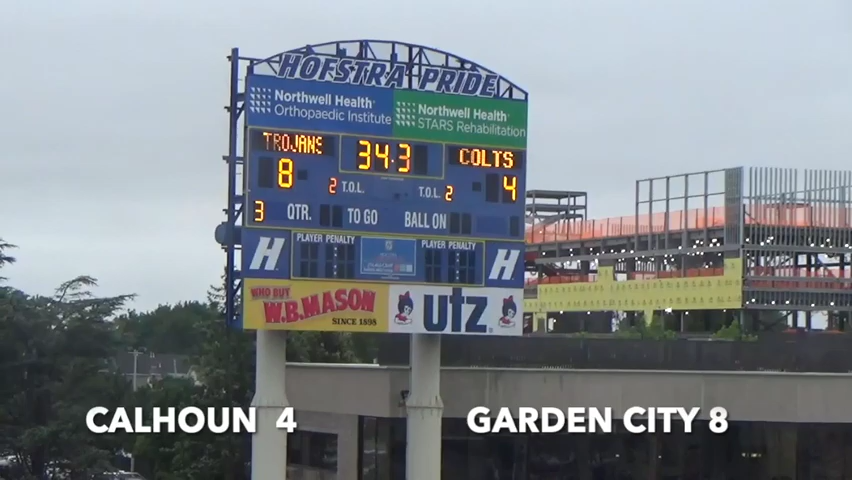 HOFSTRA PRIDE
Northwell Health Orthopaedic Institute
Northwell Health STARS Rehabilitation
TROJANS 34.3 COLTS
8 2 T.O.L. T.O.L. 2 4
3 QTR. TO GO BALL ON
H PLAYER PENALTY PLAYER PENALTY H
WHO BUT
W.B. MASON
SINCE 1898
UTZ
CALHOUN 4 GARDEN CITY 8